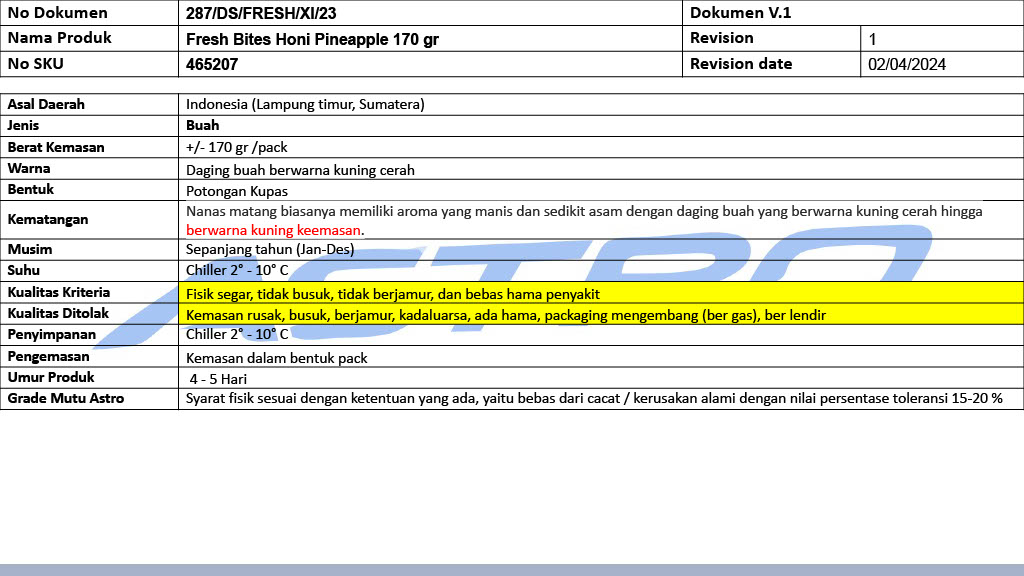 No Dokumen 287/DS/FRESH/XI/23 Dokumen V.1
Nama Produk Fresh Bites Honi Pineapple 170 gr Revision 1
No SKU 465207 Revision date 02/04/2024
Asal Daerah Indonesia (Lampung timur, Sumatera)
Jenis Buah
Berat Kemasan +/- 170 gr /pack
Warna Daging buah berwarna kuning cerah
Bentuk Potongan Kupas
Kematangan Nanas matang biasanya memiliki aroma yang manis dan sedikit asam dengan daging buah yang berwarna kuning cerah hingga
berwarna kuning keemasan.
Musim Sepanjang tahun (Jan-Des)
Suhu Chiller 2° - 10° C
Kualitas Kriteria Fisik segar, tidak busuk, tidak berjamur, dan bebas hama penyakit
Kualitas Ditolak Kemasan rusak, busuk, berjamur, kadaluarsa, ada hama, packaging mengembang (ber gas), ber lendir
Penyimpanan Chiller 2° - 10° C
Pengemasan Kemasan dalam bentuk pack
Umur Produk 4 - 5 Hari
Grade Mutu Astro Syarat fisik sesuai dengan ketentuan yang ada, yaitu bebas dari cacat / kerusakan alami dengan nilai persentase toleransi 15-20 %
ASTRO